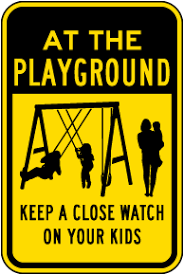 AT THE
PLAYGROUND
KEEP A CLOSE WATCH
ON YOUR KIDS